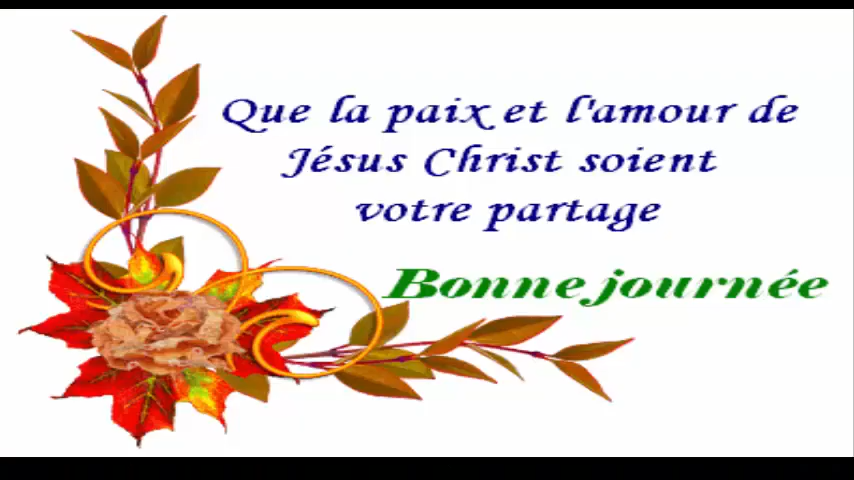 Que la paix et l'amour de
Jésus Christ soient
votre partage
Bonne journée